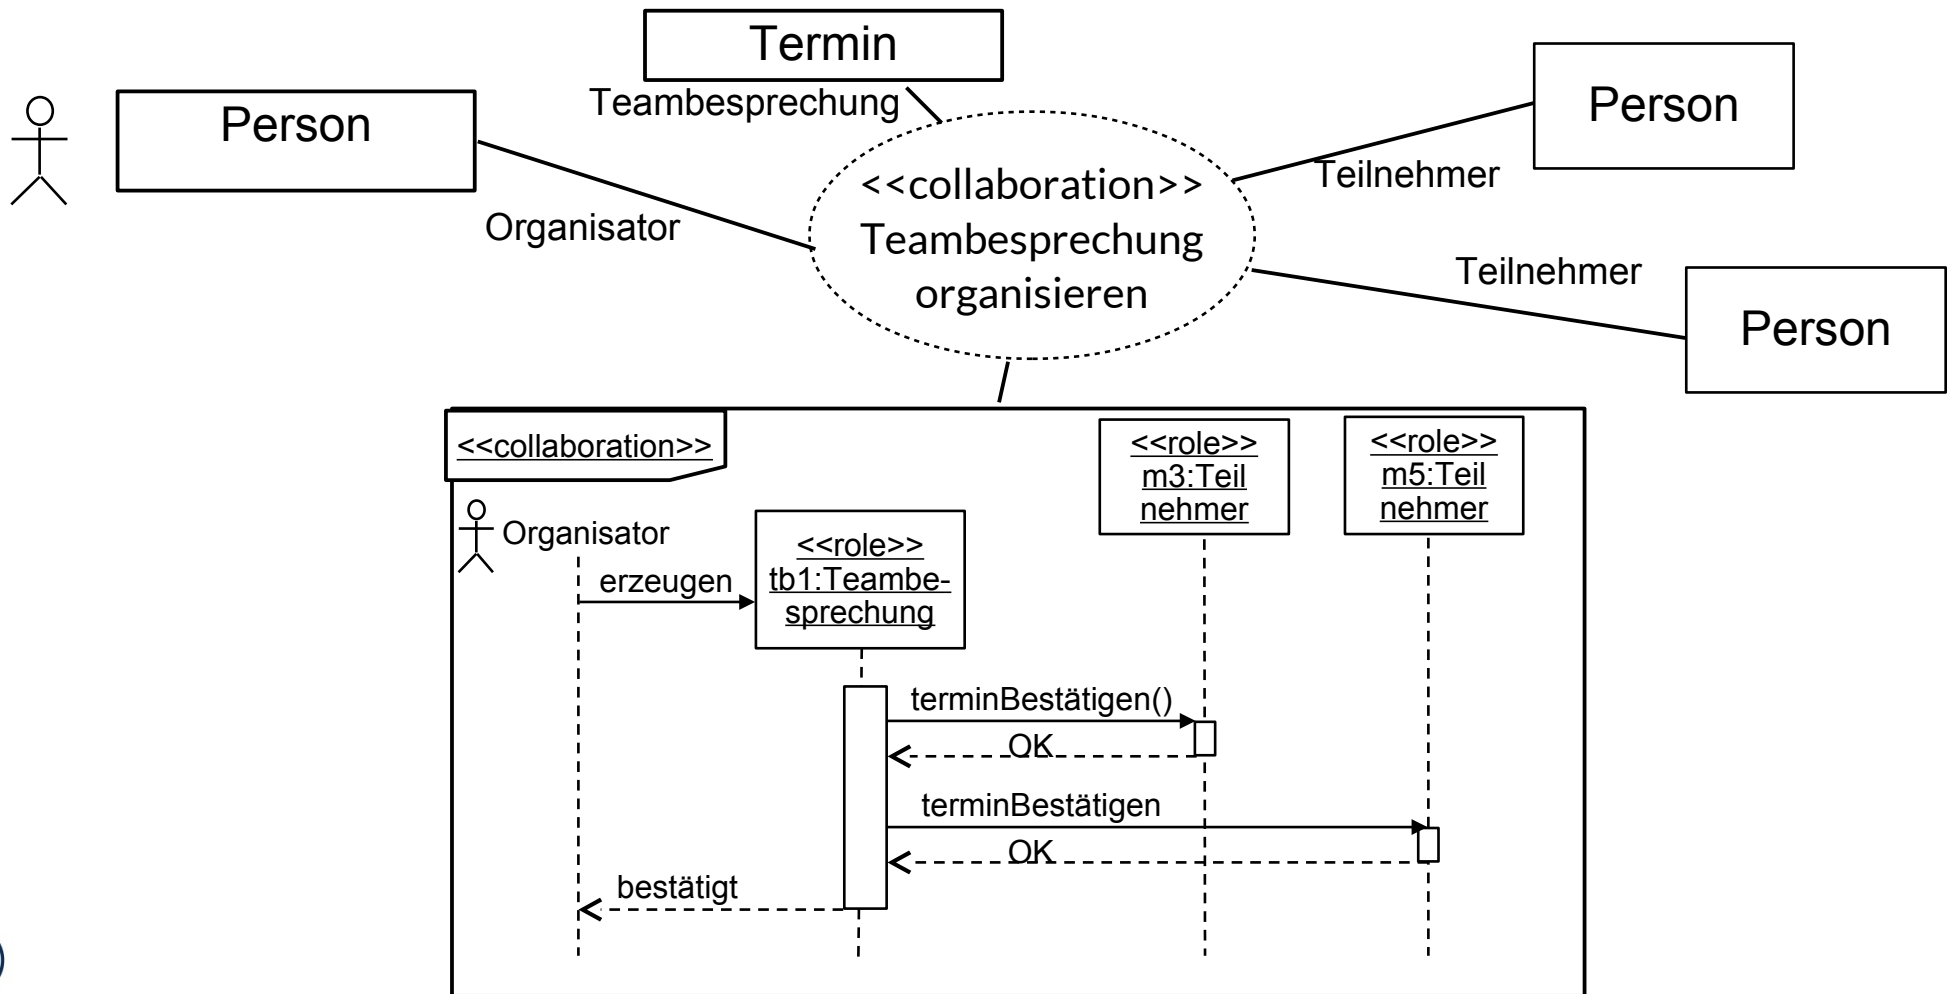 Termin
Teambesprechung
Person
Person
<<collaboration>>
Teilnehmer
Organisator
Teambesprechung
organisieren
Teilnehmer
Person
<<collaboration>>
<<role>>
m3:Teil
nehmer
<<role>>
m5:Teil
nehmer
Organisator
<<role>>
tb1:Teambe-
sprechung
erzeugen
terminBestätigen()
OK
terminBestätigen
OK
bestätigt